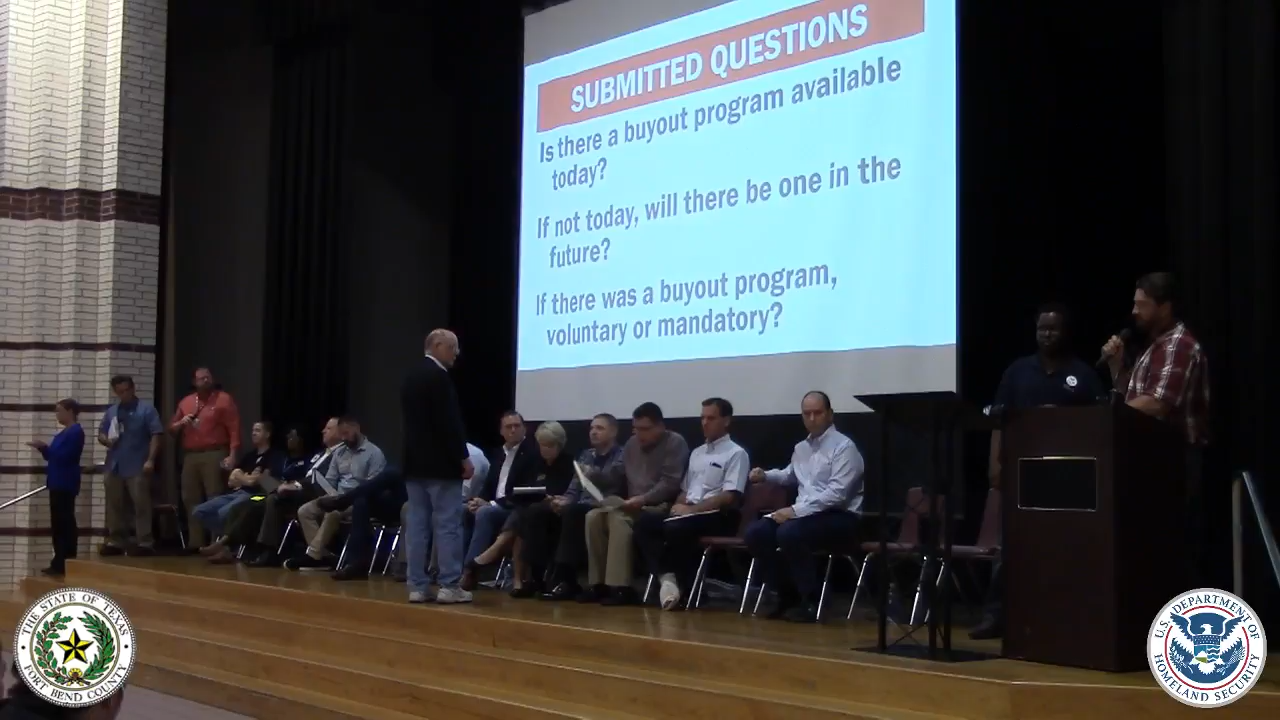 SUBMITTED QUESTIONS
Is there a buyout program available
today?
If not today, will there be one in the
future?
If there was a buyout program,
voluntary or mandatory?
THE STATE OF TEXAS
FORT BEND COUNTY
U.S. DEPARTMENT OF
HOMELAND SECURITY